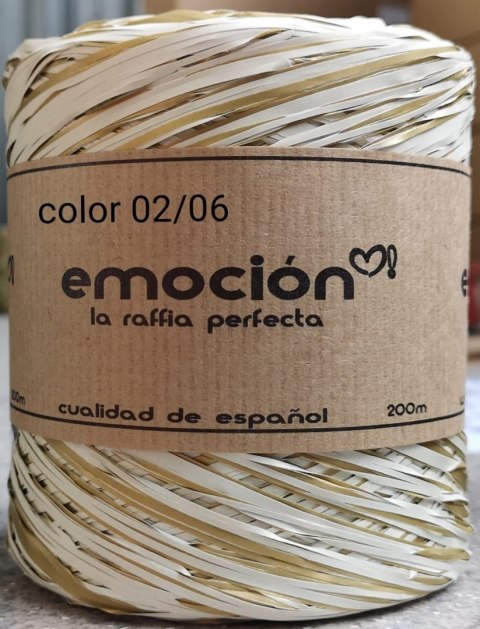 color 02/06
emoción
la raffia perfecta
cualidad de español 200m